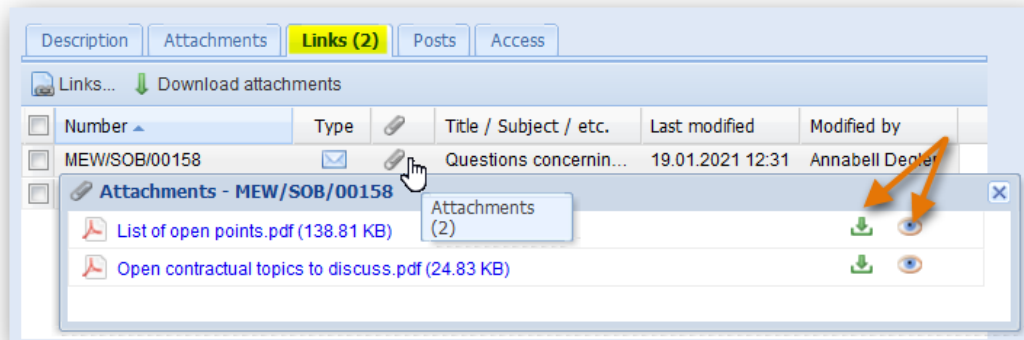 Description Attachments Links (2) Posts Access
Links... Download attachments
Number Type Title / Subject / etc. Last modified Modified by
MEW/SOB/00158 Questions concernin... 19.01.2021 12:31 Annabell Degler
Attachments - MEW/SOB/00158
Attachments
(2)
List of open points.pdf (138.81 KB)
Open contractual topics to discuss.pdf (24.83 KB)